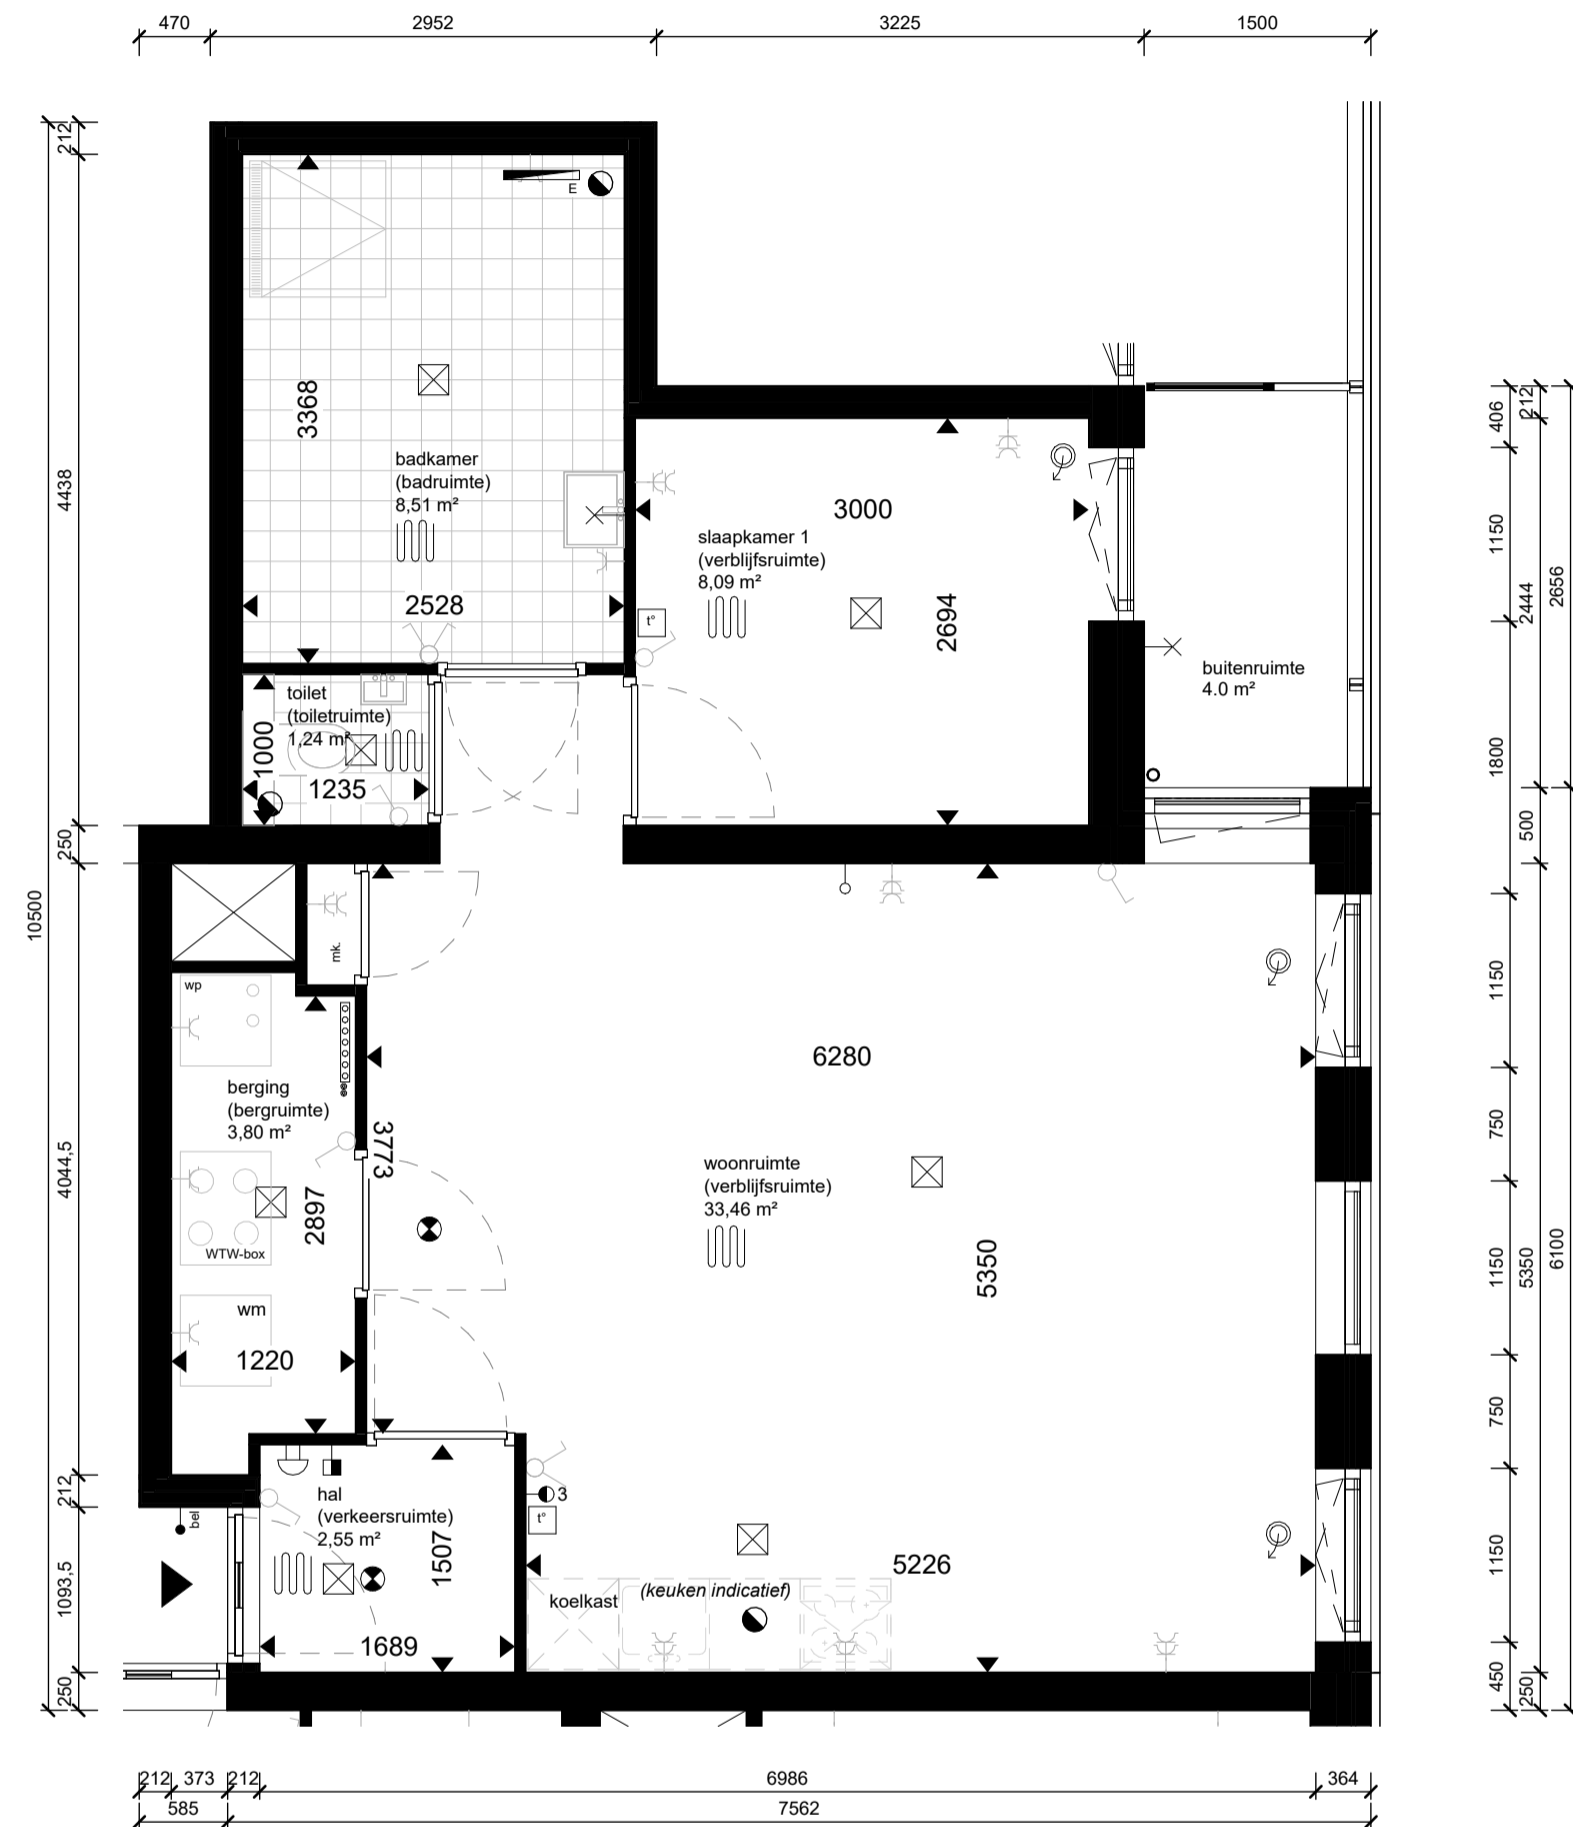 470
2952
3225
1500
212
4438
250
4044,5
212
1093,5
250
10500
E
3368
badkamer
(badruimte)
8,51 m²
2528
3000
slaapkamer 1
(verblijfsruimte)
8,09 m²
2694
t°
toilet
(toiletruimte)
1,24 m²
1000
1235
buitenruimte
4.0 m²
406
1150
1800
500
1150
750
1150
750
1150
450
212
2444
5350
250
2656
6100
mk.
wp
berging
(bergruimte)
3,80 m²
3773
2897
WTW-box
wm
1220
6280
woonruimte
(verblijfsruimte)
33,46 m²
5350
bel
hal
(verkeersruimte)
2,55 m²
1507
1689
3
t°
5226
koelkast
(keuken indicatief)
212
373
212
6986
364
585
7562